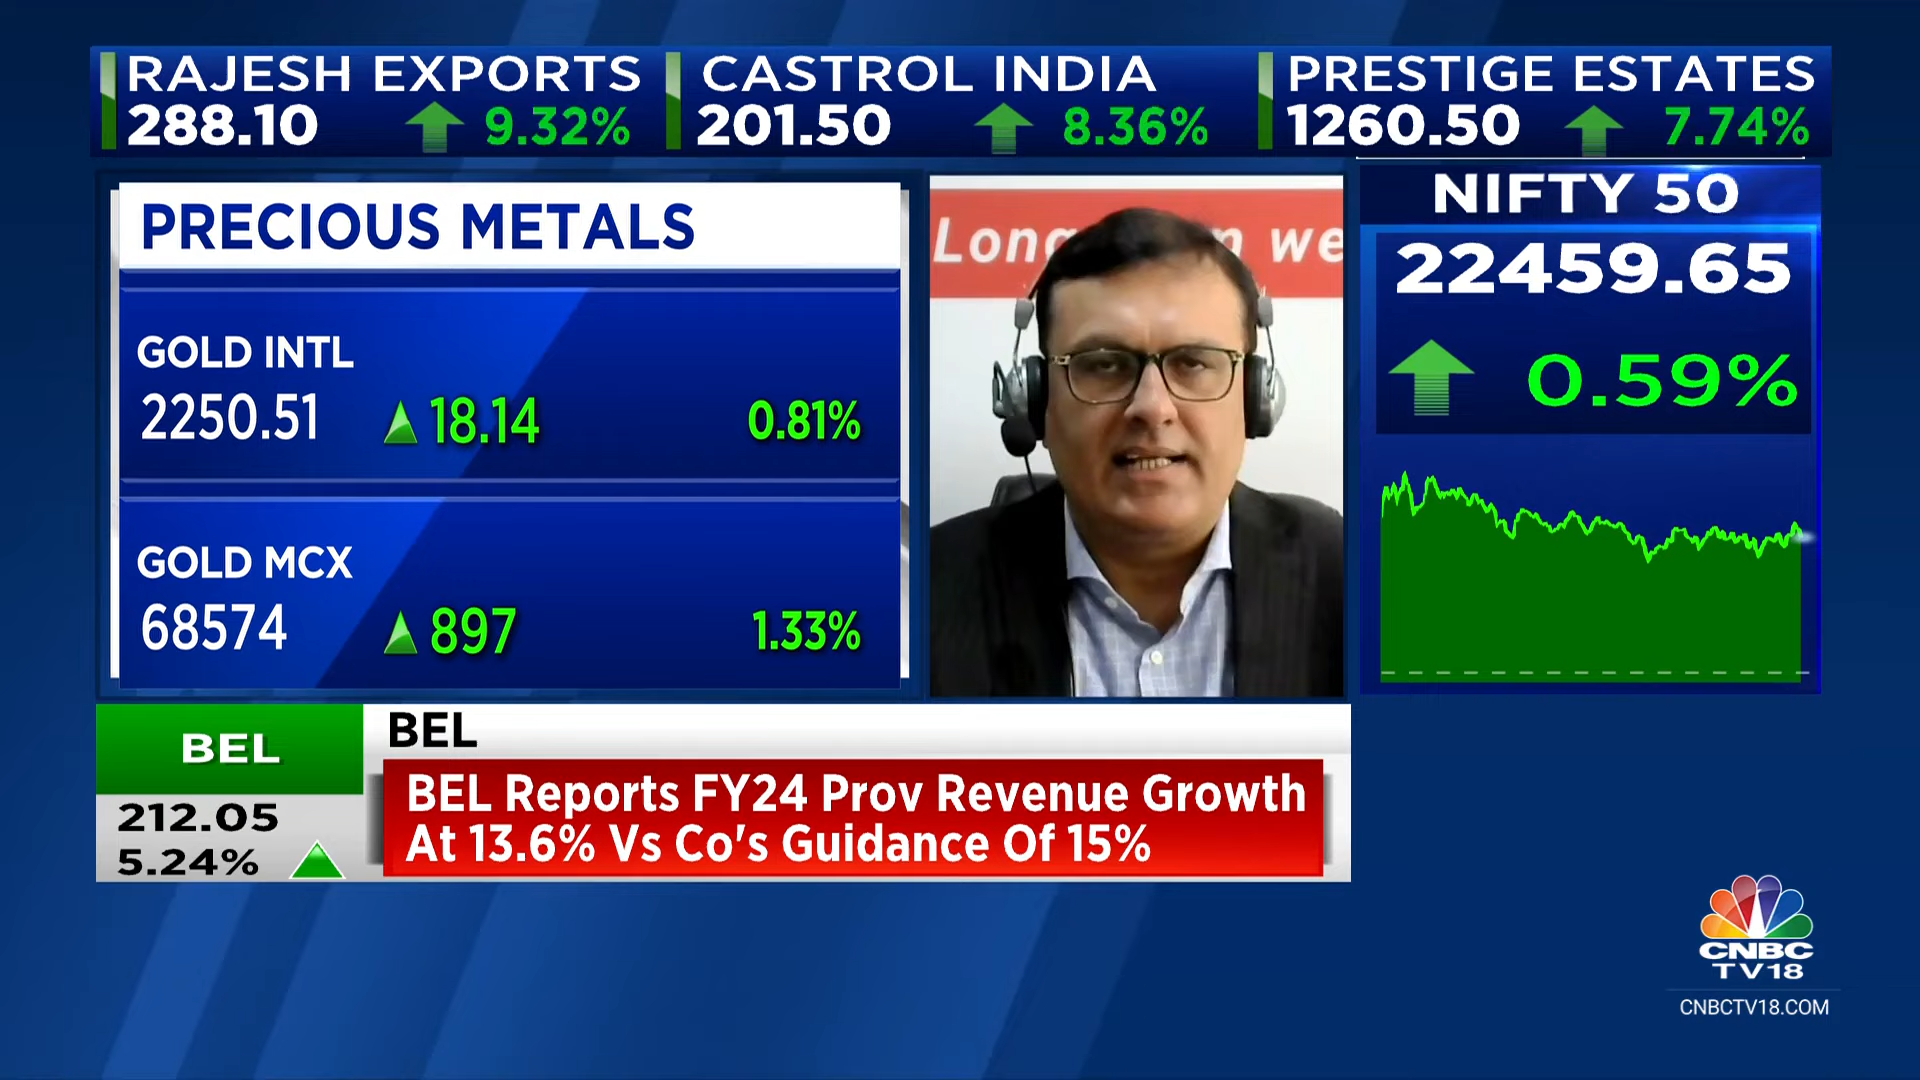 RAJESH EXPORTS
288.10 9.32%
CASTROL INDIA
201.50 8.36%
PRESTIGE ESTATES
1260.50 7.74%
PRECIOUS METALS
GOLD INTL
2250.51 18.14 0.81%
GOLD MCX
68574 897 1.33%
we
NIFTY 50
22459.65
0.59%
BEL
212.05
5.24%
BEL
BEL Reports FY24 Prov Revenue Growth
At 13.6% Vs Co's Guidance Of 15%
CNBC
TV18
CNBCTV18.COM